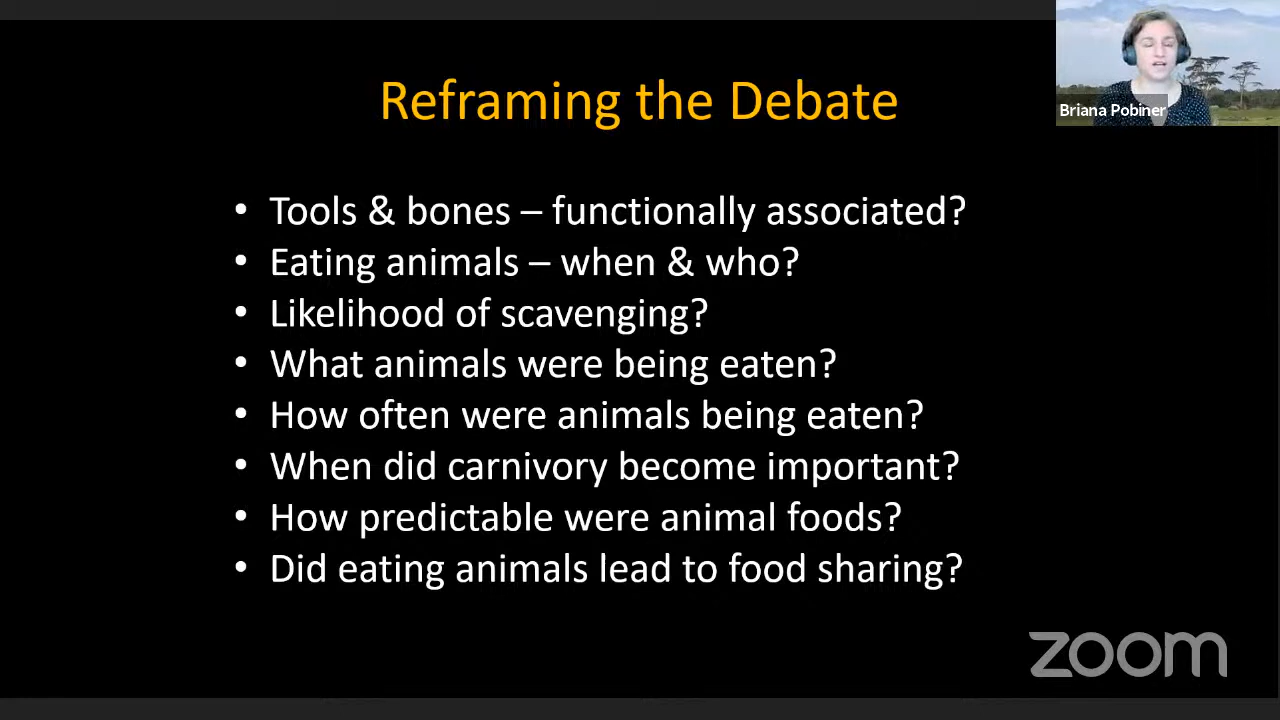 Reframing the Debate
Briana Pobiner
• Tools & bones – functionally associated?
• Eating animals – when & who?
• Likelihood of scavenging?
• What animals were being eaten?
• How often were animals being eaten?
• When did carnivory become important?
• How predictable were animal foods?
• Did eating animals lead to food sharing?
zoom